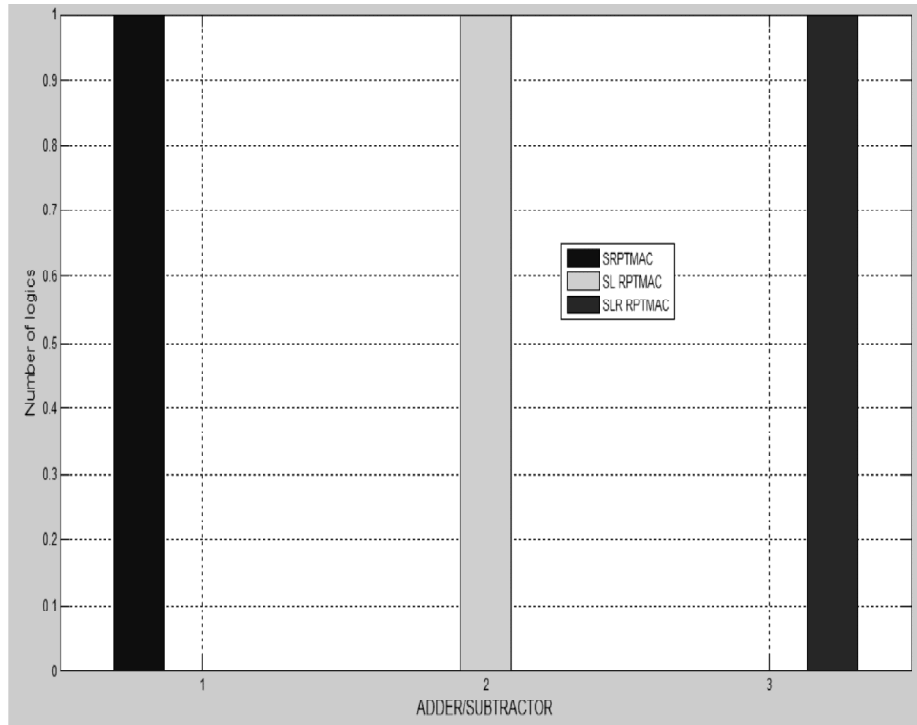 1
0.9
0.8
0.7
0.6
0.5
0.4
0.3
0.2
0.1
0
Number of logics
SRPTMAC
SL RPTMAC
SLR RPTMAC
1 2 3
ADDER/SUBTRACTOR